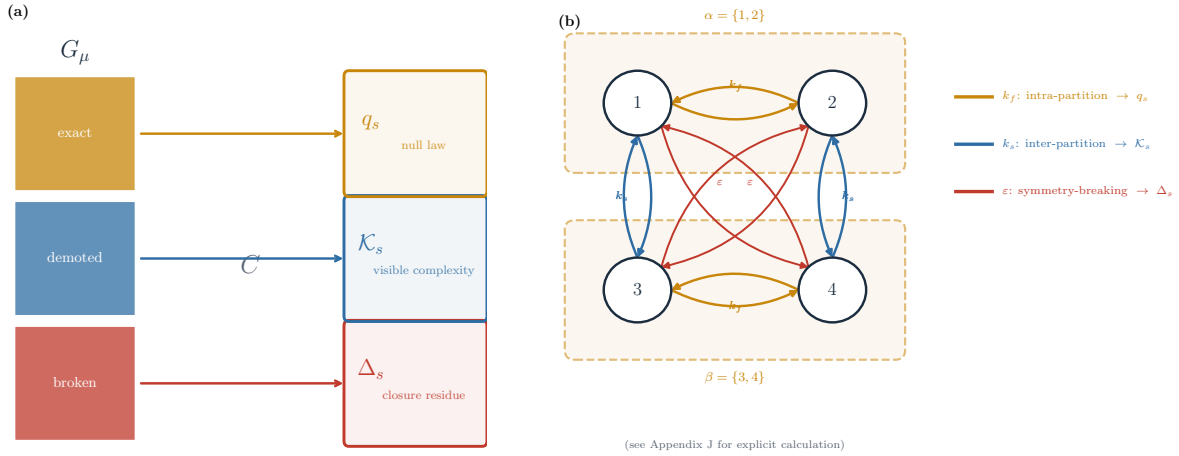 (a)
G_μ
exact
demoted
broken
C
q_s
null law
𝒦_s
visible complexity
Δ_s
closure residue
(b)
α = {1, 2}
1
2
3
4
k_f
k_s
k_s
ε
ε
k_f
β = {3, 4}
(see Appendix J for explicit calculation)
k_f: intra-partition → q_s
k_s: inter-partition → 𝒦_s
ε: symmetry-breaking → Δ_s